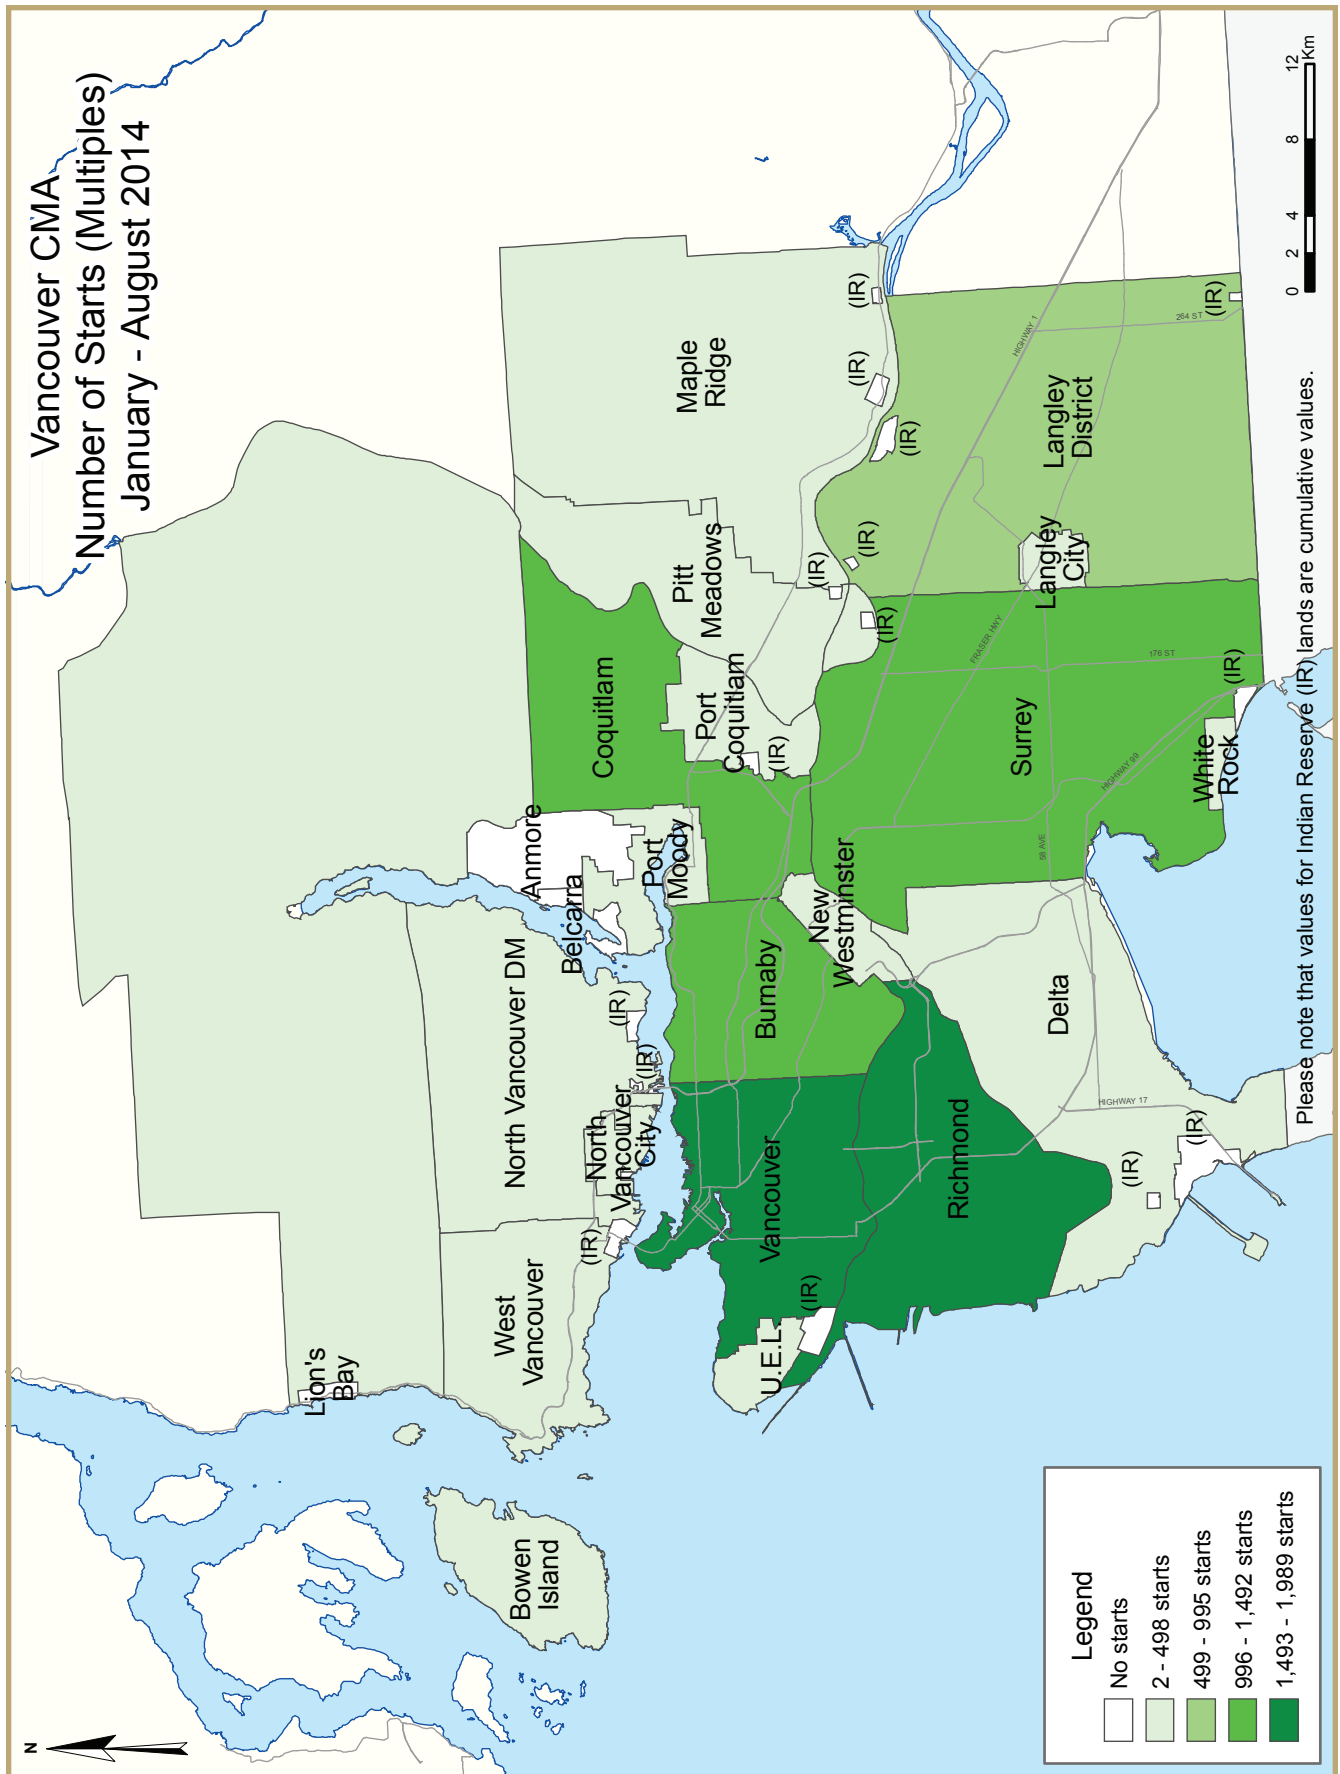 Vancouver CMA
Number of Starts (Multiples)
January - August 2014
N
Lion's
Bay
Bowen
Island
West
Vancouver
North Vancouver DM
(IR)
North
Vancouver
City
(IR)
(IR)
Belcarra
Anmore
Port
Moody
Coquitlam
Port
Coquitlam
(IR)
Pitt
Meadows
(IR)
Maple
Ridge
(IR)
(IR)
(IR)
(IR)
(IR)
U.E.L.
(IR)
Vancouver
Burnaby
New
Westminster
Richmond
Delta
(IR)
(IR)
HIGHWAY 17
Surrey
FRASER HWY
176 ST
58 AVE
HIGHWAY 99
White
Rock
(IR)
Langley
City
Langley
District
HIGHWAY 1
264 ST
(IR)
Legend
No starts
2 - 498 starts
499 - 995 starts
996 - 1,492 starts
1,493 - 1,989 starts
Please note that values for Indian Reserve (IR) lands are cumulative values.
0 2 4 8 12
Km